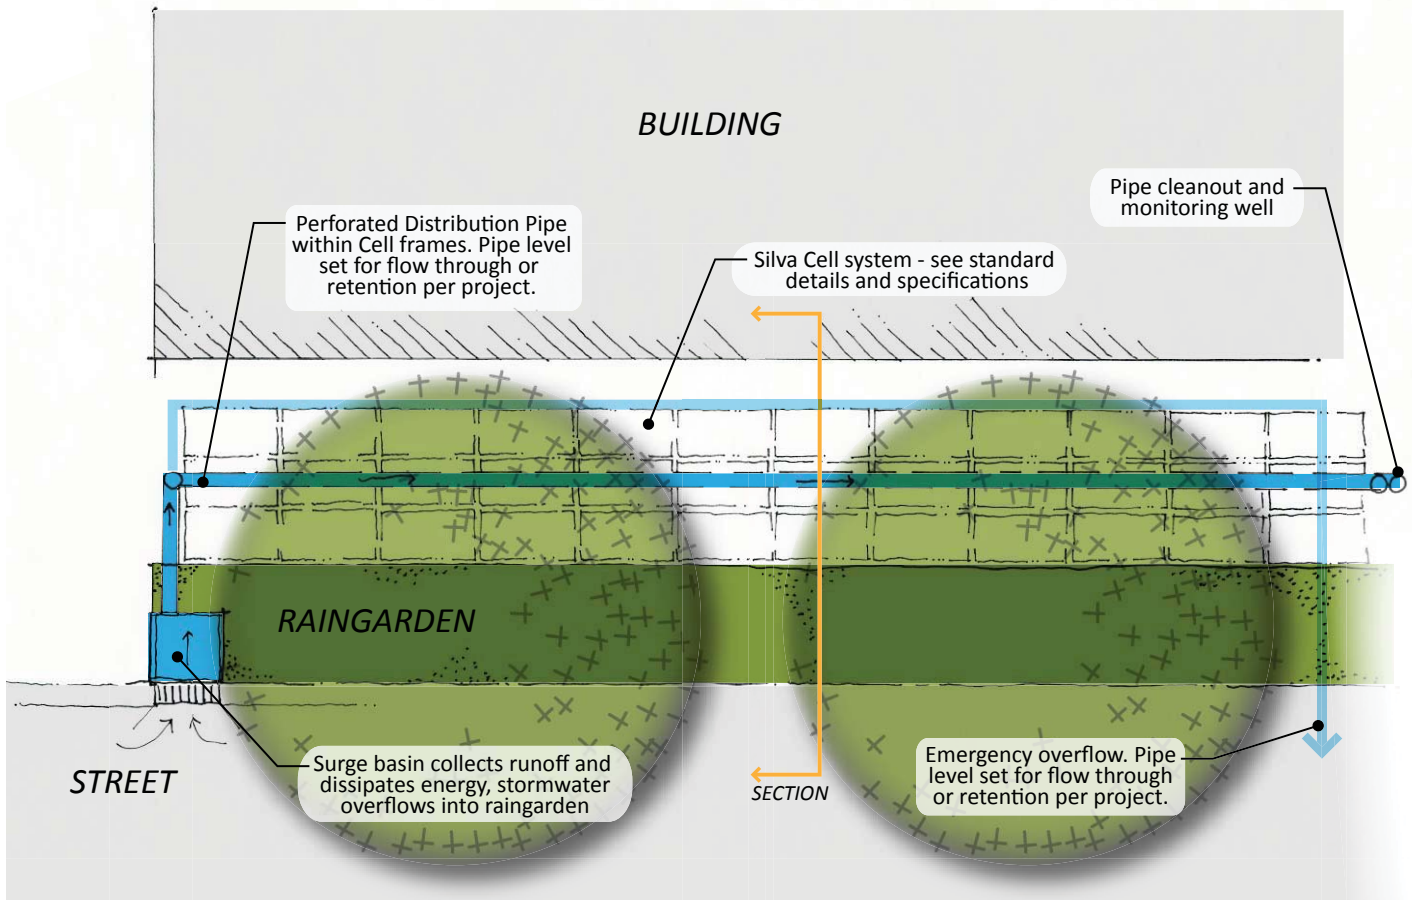 BUILDING
Pipe cleanout and
monitoring well
Perforated Distribution Pipe
within Cell frames. Pipe level
set for flow through or
retention per project.
Silva Cell system - see standard
details and specifications
RAINGARDEN
STREET
Surge basin collects runoff and
dissipates energy, stormwater
overflows into raingarden
SECTION
Emergency overflow. Pipe
level set for flow through
or retention per project.